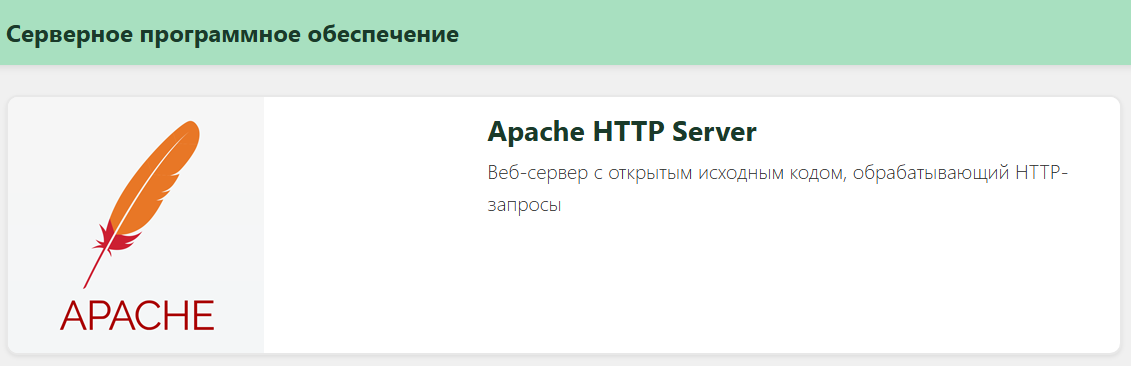 Серверное программное обеспечение
Apache HTTP Server
Веб-сервер с открытым исходным кодом, обрабатывающий HTTP-
запросы
APACHE